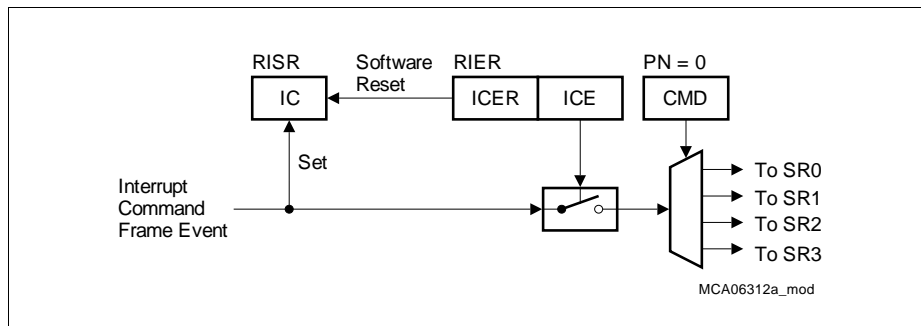 RISR
Software
Reset
RIER
PN = 0
IC
ICER
ICE
CMD
Set
Interrupt
Command
Frame Event
To SR0
To SR1
To SR2
To SR3
MCA06312a_mod